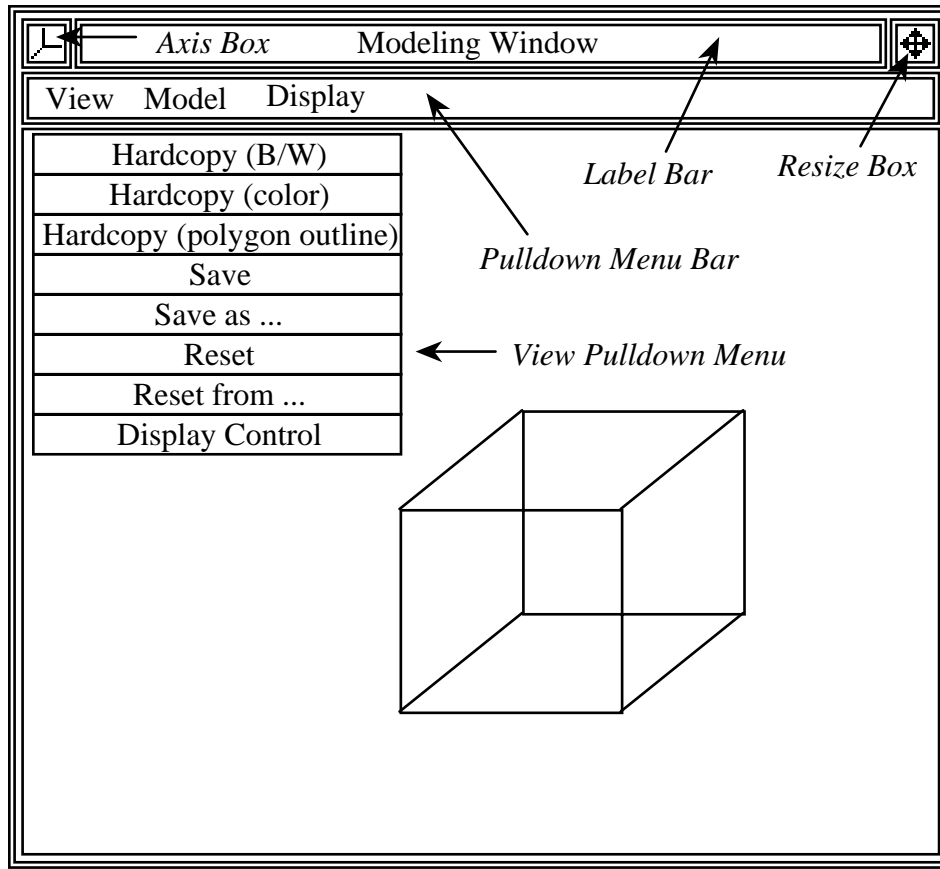 Axis Box Modeling Window
View Model Display
Hardcopy (B/W)
Hardcopy (color)
Hardcopy (polygon outline)
Save
Save as ...
Reset
Reset from ...
Display Control
Label Bar
Resize Box
Pulldown Menu Bar
View Pulldown Menu